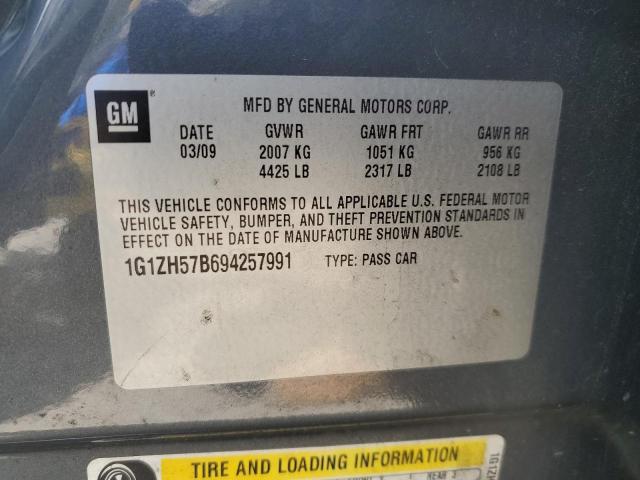 GM ®
MFD BY GENERAL MOTORS CORP.
DATE GVWR GAWR FRT GAWR RR
03/09 2007 KG 1051 KG 956 KG
4425 LB 2317 LB 2108 LB
THIS VEHICLE CONFORMS TO ALL APPLICABLE U.S. FEDERAL MOTOR
VEHICLE SAFETY, BUMPER, AND THEFT PREVENTION STANDARDS IN
EFFECT ON THE DATE OF MANUFACTURE SHOWN ABOVE.
1G1ZH57B694257991 TYPE: PASS CAR
TIRE AND LOADING INFORMATION